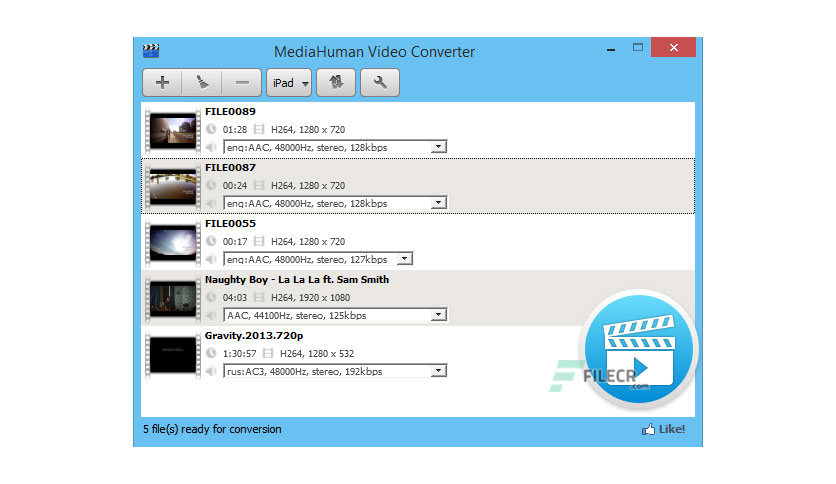 MediaHuman Video Converter
iPad
FILE0089
01:28 H264, 1280 x 720
eng:AAC, 48000Hz, stereo, 128kbps
FILE0087
00:24 H264, 1280 x 720
eng:AAC, 48000Hz, stereo, 128kbps
FILE0055
00:17 H264, 1280 x 720
eng:AAC, 48000Hz, stereo, 127kbps
Naughty Boy - La La La ft. Sam Smith
04:03 H264, 1920 x 1080
AAC, 44100Hz, stereo, 125kbps
Gravity.2013.720p
1:30:57 H264, 1280 x 532
rus:AC3, 48000Hz, stereo, 192kbps
FILECR
.com
5 file(s) ready for conversion
Like!